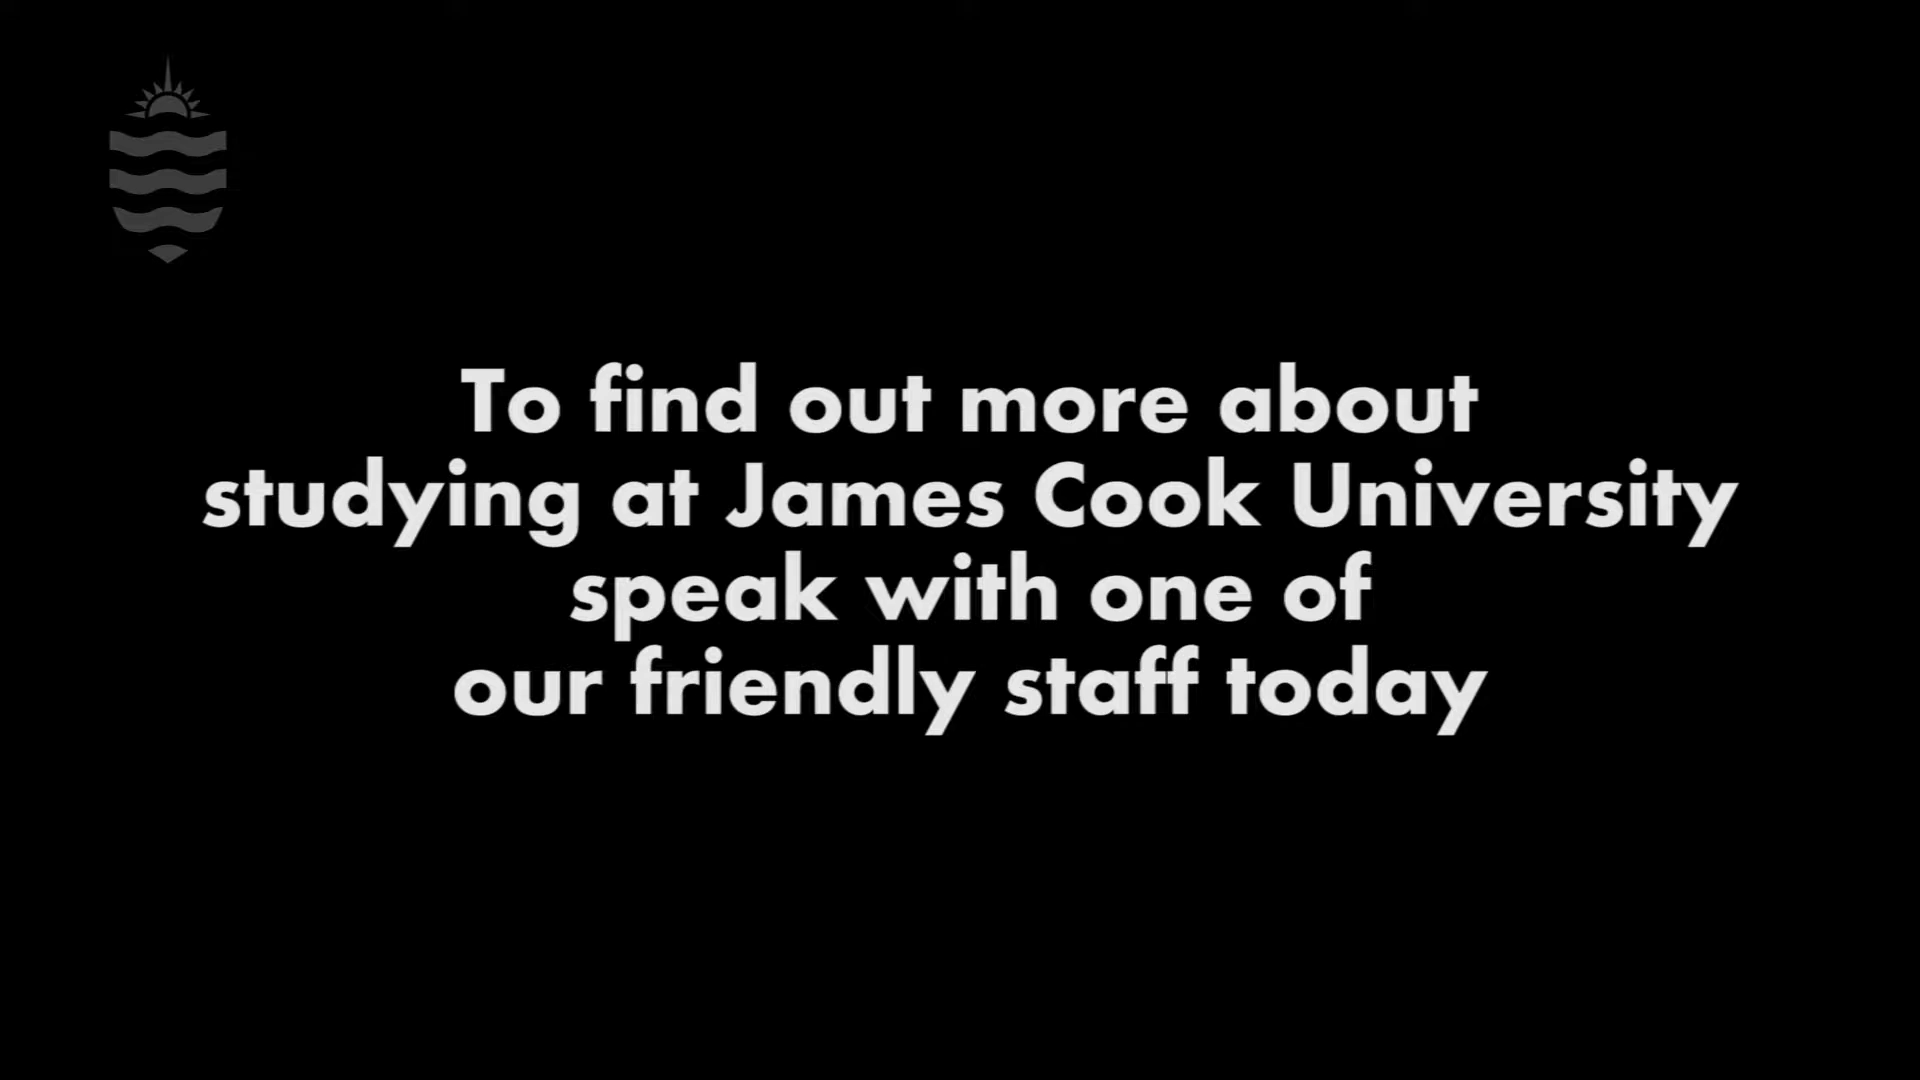 To find out more about
studying at James Cook University
speak with one of
our friendly staff today